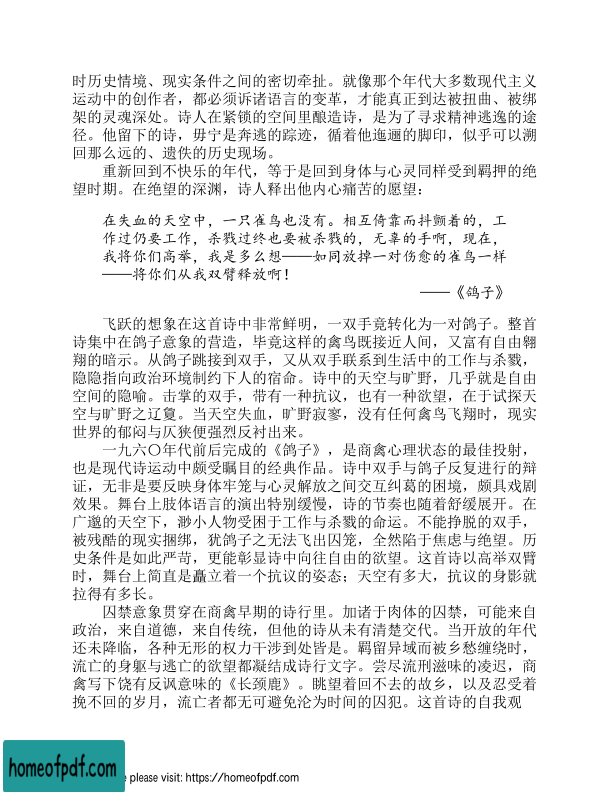 时历史情境、现实条件之间的密切牵扯。就像那个年代大多数现代主义
运动中的创作者，都必须诉诸语言的变革，才能真正到达被扭曲、被绑
架的灵魂深处。诗人在紧锁的空间里酿造诗，是为了寻求精神逃逸的途
径。他留下的诗，毋宁是奔逃的踪迹，循着他迤逦的脚印，似乎可以溯
回那么远的、遗佚的历史现场。
重新回到不快乐的年代，等于是回到身体与心灵同样受到羁押的绝
望时期。在绝望的深渊，诗人释出他内心痛苦的愿望：
在失血的天空中，一只雀鸟也没有。相互倚靠而抖颤着的，工
作过仍要工作，杀戮过终也要被杀戮的，无辜的手啊，现在，
我将你们高举，我是多么想——如同放掉一对伤愈的雀鸟一样
——将你们从我双臂释放啊！
——《鸽子》
飞跃的想象在这首诗中非常鲜明，一双手竟转化为一对鸽子。整首
诗集中在鸽子意象的营造，毕竟这样的禽鸟既接近人间，又富有自由翱
翔的暗示。从鸽子跳接到双手，又从双手联系到生活中的工作与杀戮，
隐隐指向政治环境制约下人的宿命。诗中的天空与旷野，几乎就是自由
空间的隐喻。击掌的双手，带有一种抗议，也有一种欲望，在于试探天
空与旷野之辽敻。当天空失血，旷野寂寥，没有任何禽鸟飞翔时，现实
世界的郁闷与仄狭便强烈反衬出来。
一九六〇年代前后完成的《鸽子》，是商禽心理状态的最佳投射，
也是现代诗运动中颇受瞩目的经典作品。诗中双手与鸽子反复进行的辩
证，无非是要反映身体牢笼与心灵解放之间交互纠葛的困境，颇具戏剧
效果。舞台上肢体语言的演出特别缓慢，诗的节奏也随着舒缓展开。在
广邈的天空下，渺小人物受困于工作与杀戮的命运。不能挣脱的双手，
被残酷的现实捆绑，犹鸽子之无法飞出囚笼，全然陷于焦虑与绝望。历
史条件是如此严苛，更能彰显诗中向往自由的欲望。这首诗以高举双臂
时，舞台上简直是矗立着一个抗议的姿态；天空有多大，抗议的身影就
拉得有多长。
囚禁意象贯穿在商禽早期的诗行里。加诸于肉体的囚禁，可能来自
政治，来自道德，来自传统，但他的诗从未有清楚交代。当开放的年代
还未降临，各种无形的权力干涉到处皆是。羁留异域而被乡愁缠绕时，
流亡的身躯与逃亡的欲望都凝结成诗行文字。尝尽流刑滋味的凌迟，商
禽写下饶有反讽意味的《长颈鹿》。眺望着回不去的故乡，以及忍受着
挽不回的岁月，流亡者都无可避免沦为时间的囚犯。这首诗的自我观
homeofpdf.com
please visit: https://homeofpdf.com